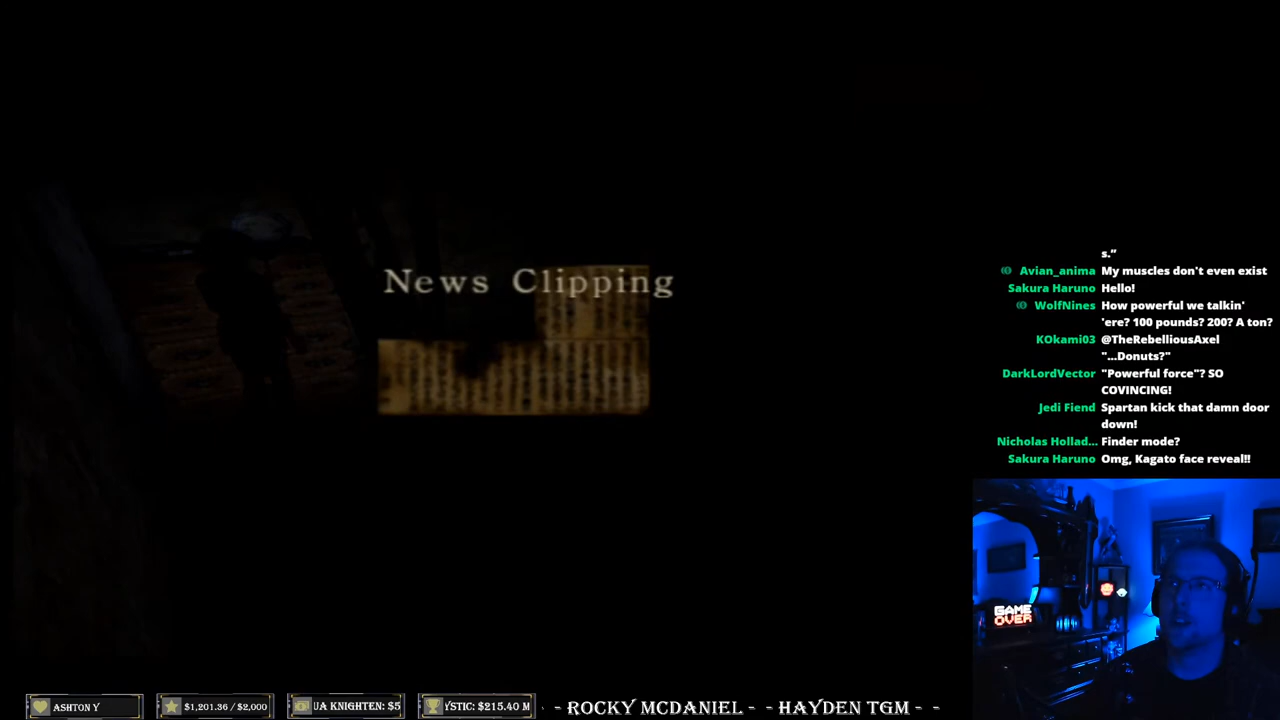 News Clipping
s.”
Avian_anima My muscles don't even exist
Sakura Haruno Hello!
WolfNines How powerful we talkin'
'ere? 100 pounds? 200? A ton?
KOkami03 @TheRebelliousAxel
"...Donuts?"
DarkLordVector "Powerful force"? SO
COVINCING!
Jedi Fiend Spartan kick that damn door
down!
Nicholas Hollad... Finder mode?
Sakura Haruno Omg, Kagato face reveal!!
GAME
OVER
ASHTON Y
$1,201.36 / $2,000
UA KNIGHTEN: $5
YSTIC: $215.40 M
- ROCKY MCDANIEL - - HAYDEN TGM - -